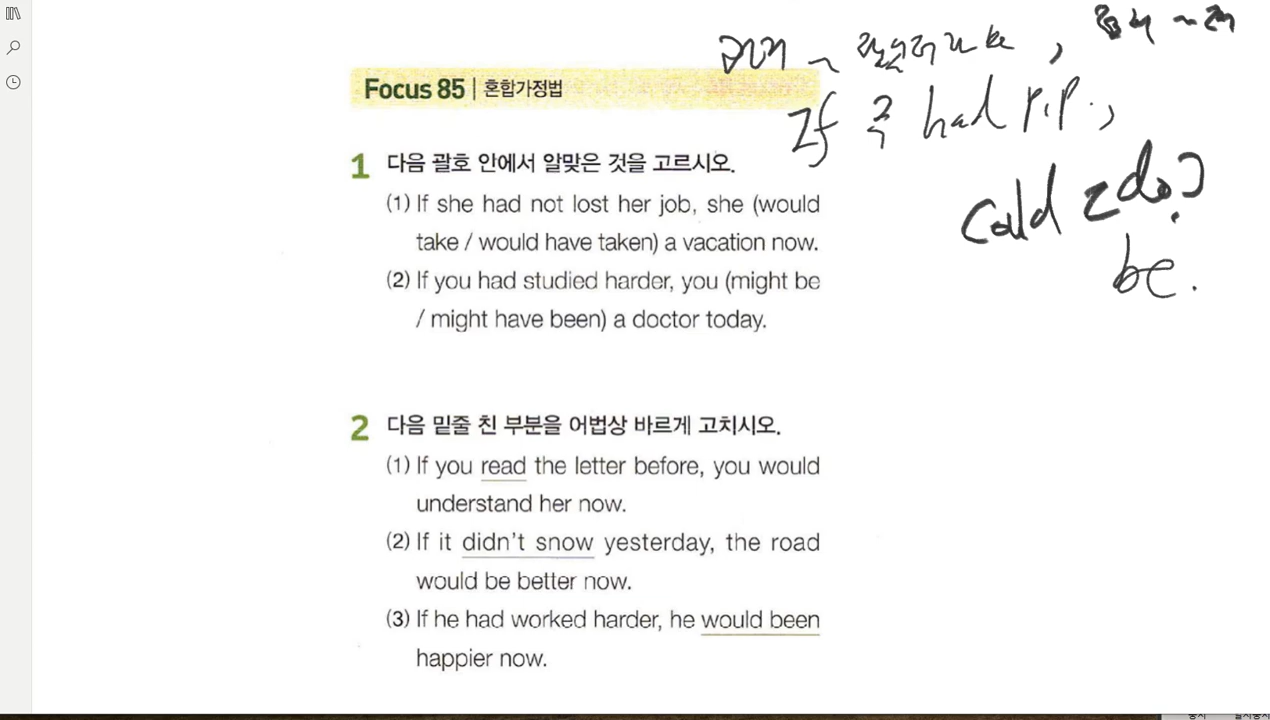 Focus 85 | 혼합가정법
If 주 had p.p.,
could
be.
1 다음 괄호 안에서 알맞은 것을 고르시오.
(1) If she had not lost her job, she (would
take / would have taken) a vacation now.
(2) If you had studied harder, you (might be
/ might have been) a doctor today.
2 다음 밑줄 친 부분을 어법상 바르게 고치시오.
(1) If you read the letter before, you would
understand her now.
(2) If it didn't snow yesterday, the road
would be better now.
(3) If he had worked harder, he would been
happier now.